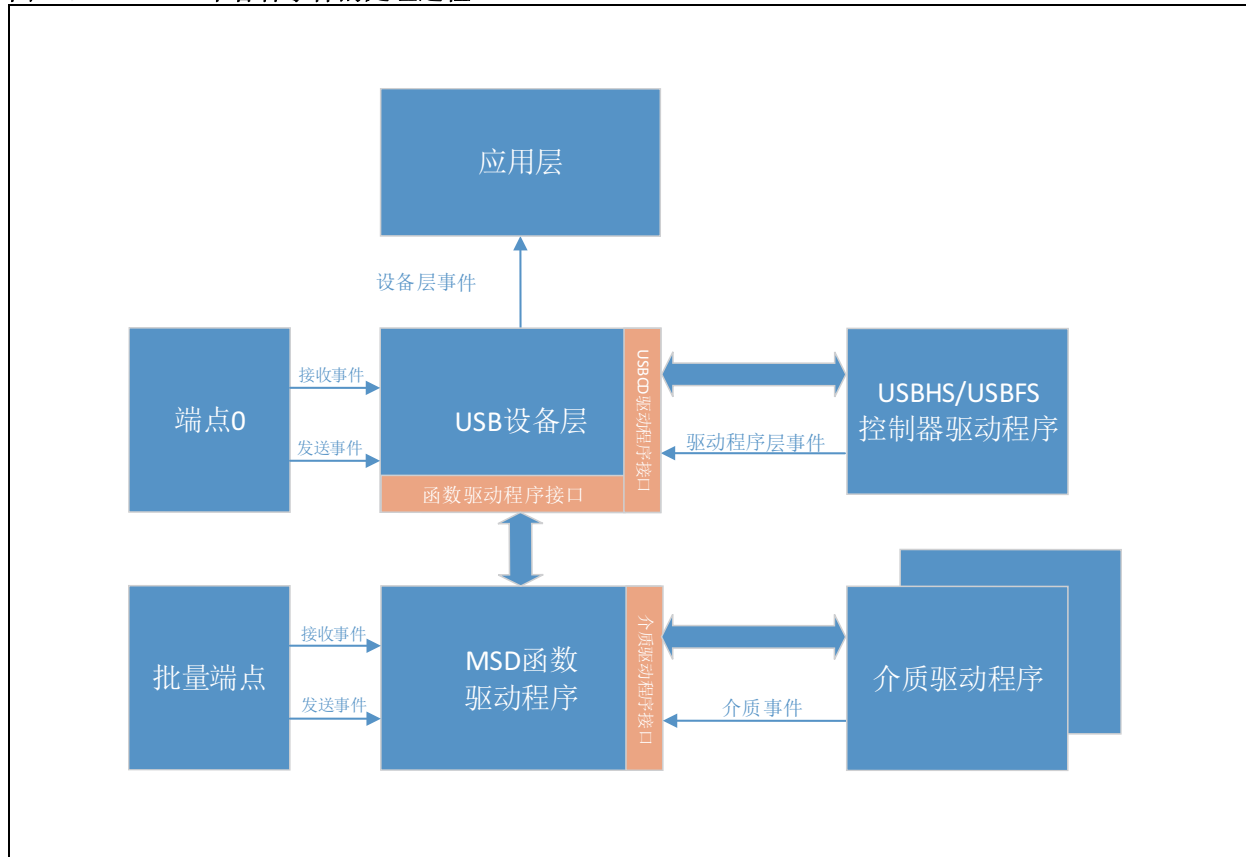 应用层
设备层事件
端点0
接收事件
发送事件
USB设备层
函数驱动程序接口
USBCD驱动程序接口
驱动程序层事件
USBHS/USBFS
控制器驱动程序
批量端点
接收事件
发送事件
MSD函数
驱动程序
介质驱动程序接口
介质事件
介质驱动程序